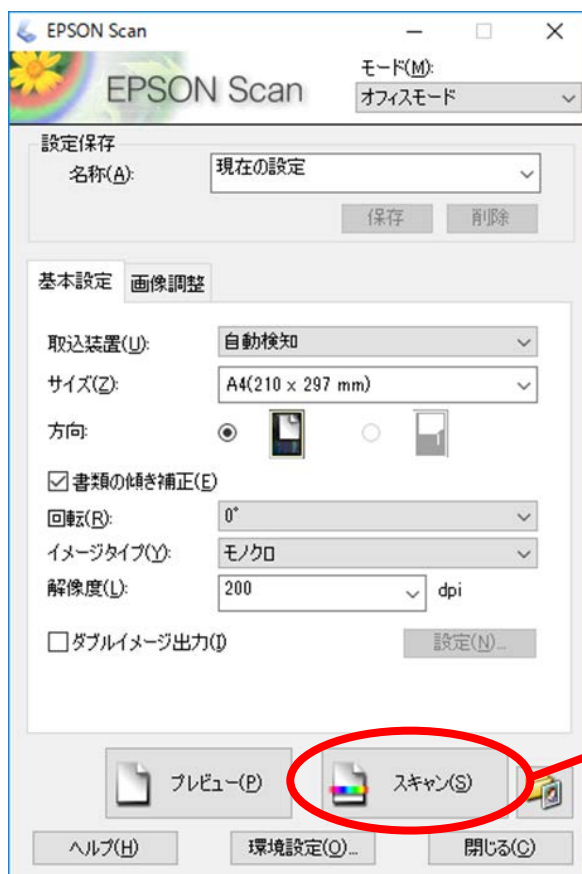 EPSON Scan
EPSON Scan
モード(M):
オフィスモード
設定保存
名称(A):
現在の設定
保存
削除
基本設定
画像調整
取込装置(U):
自動検知
サイズ(Z):
A4(210 x 297 mm)
方向:
書類の傾き補正(E)
回転(R):
0°
イメージタイプ(Y):
モノクロ
解像度(L):
200
dpi
ダブルイメージ出力(I)
設定(N)...
プレビュー(P)
スキャン(S)
ヘルプ(H)
環境設定(O)...
閉じる(C)